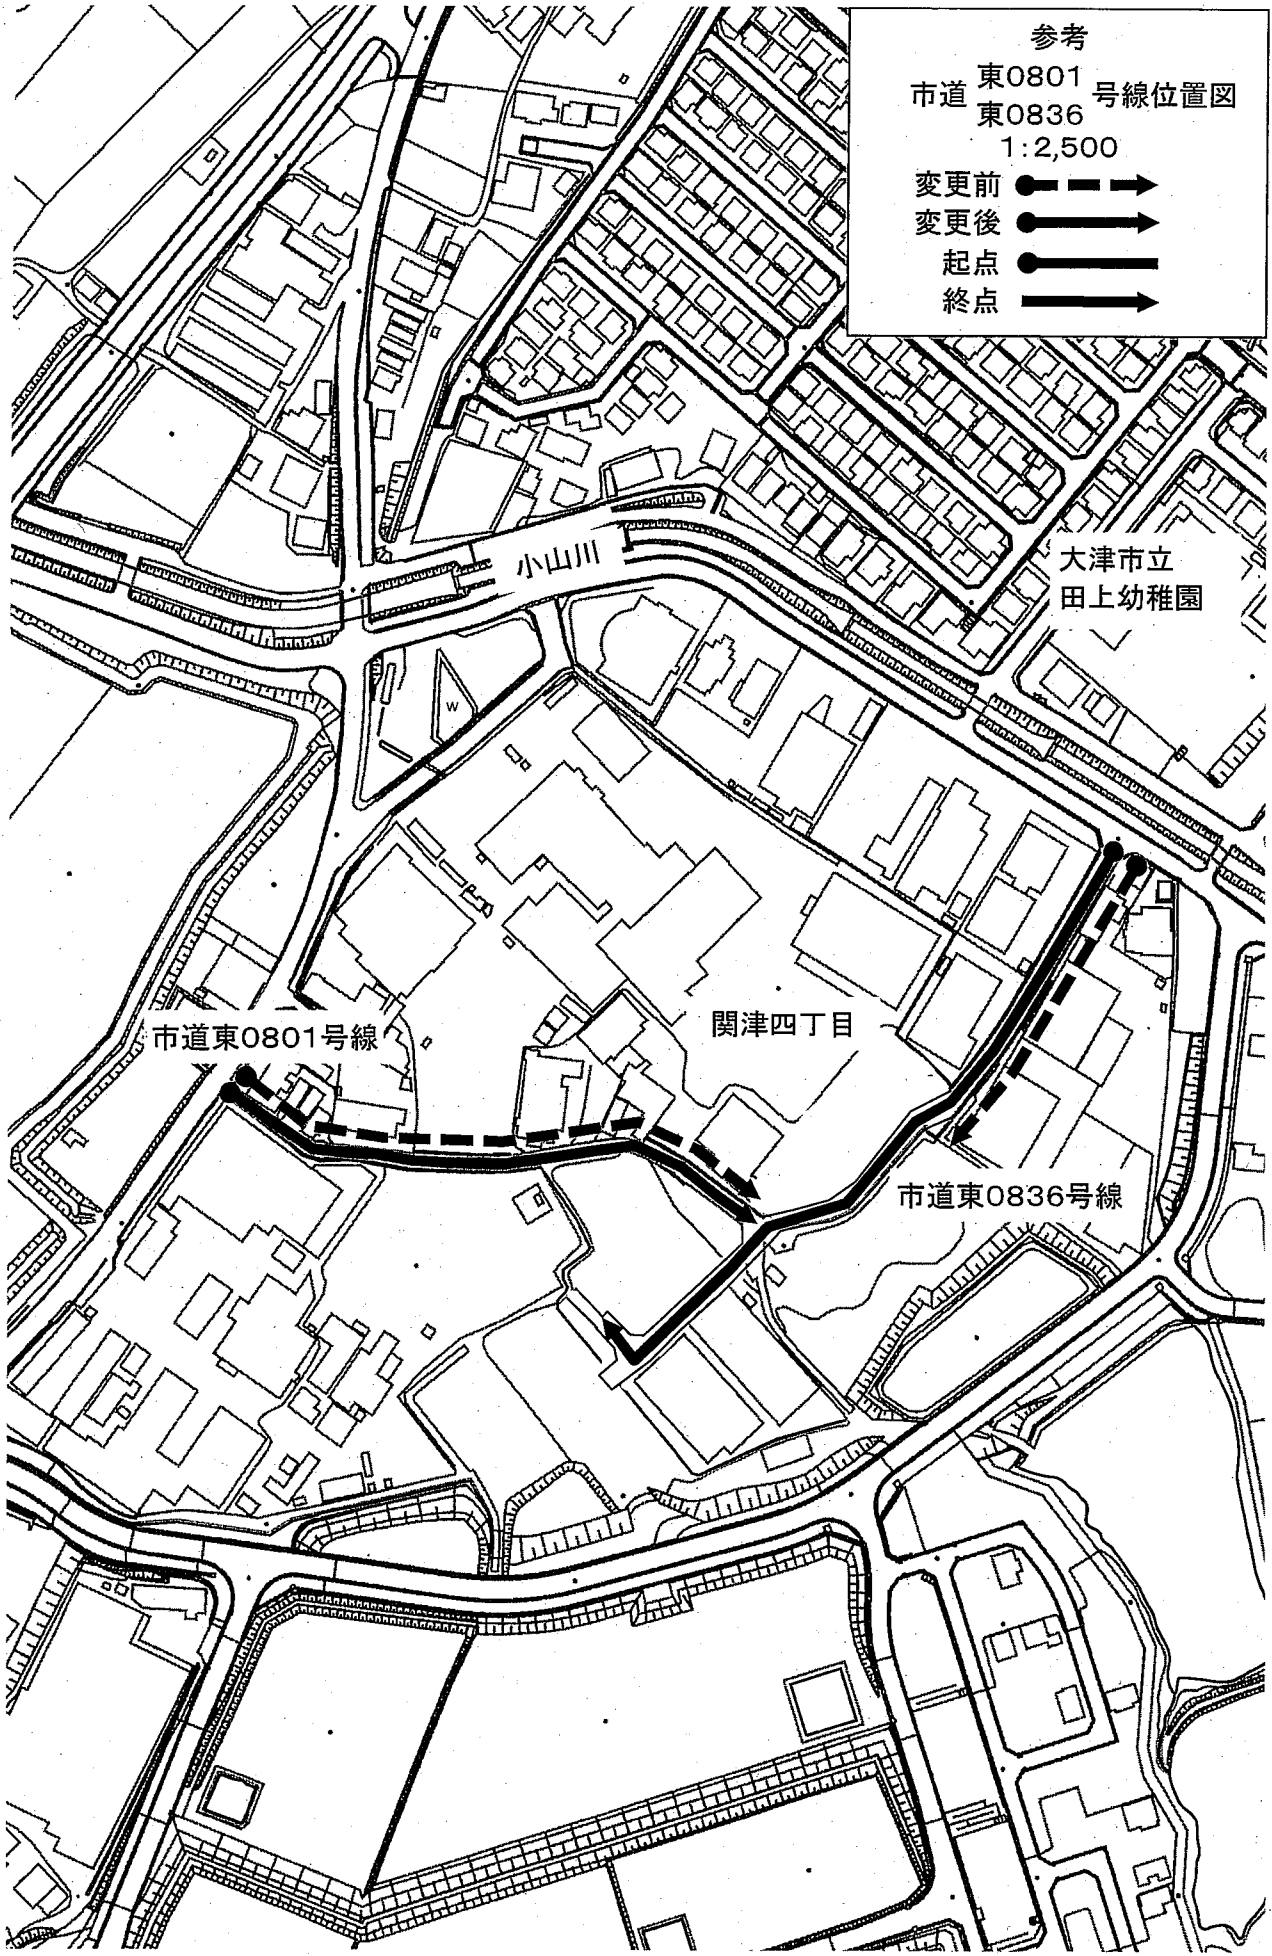 参考
市道 東0801 号線位置図
東0836
1:2,500
変更前
変更後
起点
終点
小山川
大津市立
田上幼稚園
W
関津四丁目
市道東0801号線
市道東0836号線